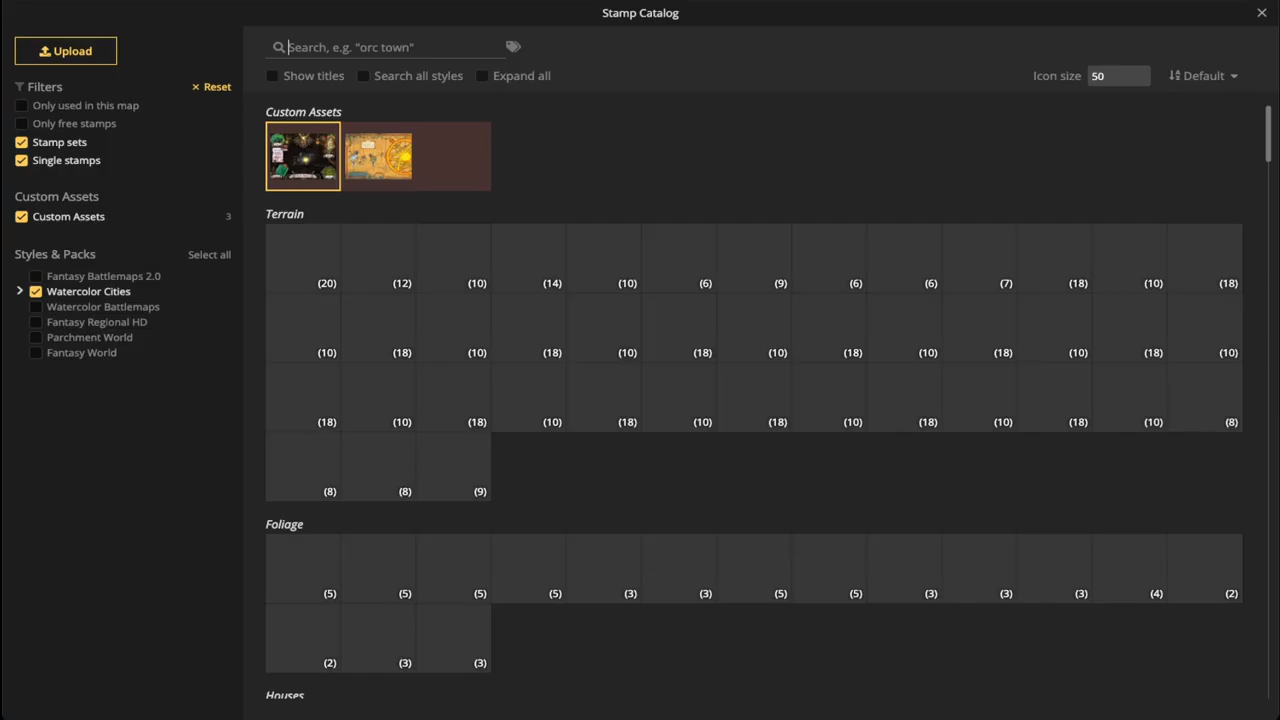 Stamp Catalog
Upload
Filters
Reset
Only used in this map
Only free stamps
Stamp sets
Single stamps
Custom Assets
Custom Assets 3
Styles & Packs Select all
Fantasy Battlemaps 2.0
Watercolor Cities
Watercolor Battlemaps
Fantasy Regional HD
Parchment World
Fantasy World
Search, e.g. "orc town"
Show titles Search all styles Expand all
Icon size 50 Default
Custom Assets
Terrain
(20) (12) (10) (14) (10) (6) (9) (6) (6) (7) (18) (10) (18)
(10) (18) (10) (18) (10) (18) (10) (18) (10) (18) (10) (18) (10)
(18) (10) (18) (10) (18) (10) (18) (10) (18) (10) (18) (10) (8)
(8) (8) (9)
Foliage
(5) (5) (5) (5) (3) (3) (5) (5) (3) (3) (3) (4) (2)
(2) (3) (3)
Houses